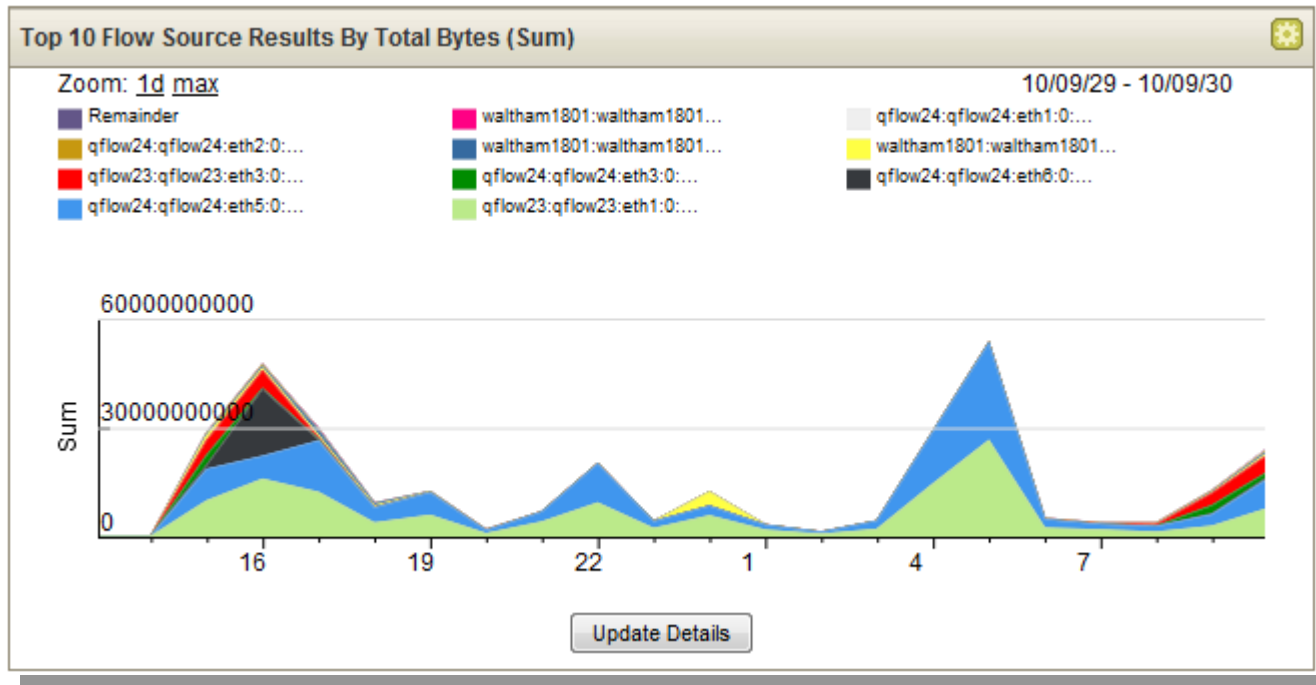 Top 10 Flow Source Results By Total Bytes (Sum)
Zoom: 1d max
10/09/29 - 10/09/30
Remainder
waltham1801:waltham1801...
qflow24:qflow24:eth1:0:...
qflow24:qflow24:eth2:0:...
waltham1801:waltham1801...
waltham1801:waltham1801...
qflow23:qflow23:eth3:0:...
qflow24:qflow24:eth3:0:...
qflow24:qflow24:eth6:0:...
qflow24:qflow24:eth5:0:...
qflow23:qflow23:eth1:0:...
60000000000
30000000000
Sum
0
16 19 22 1 4 7
Update Details